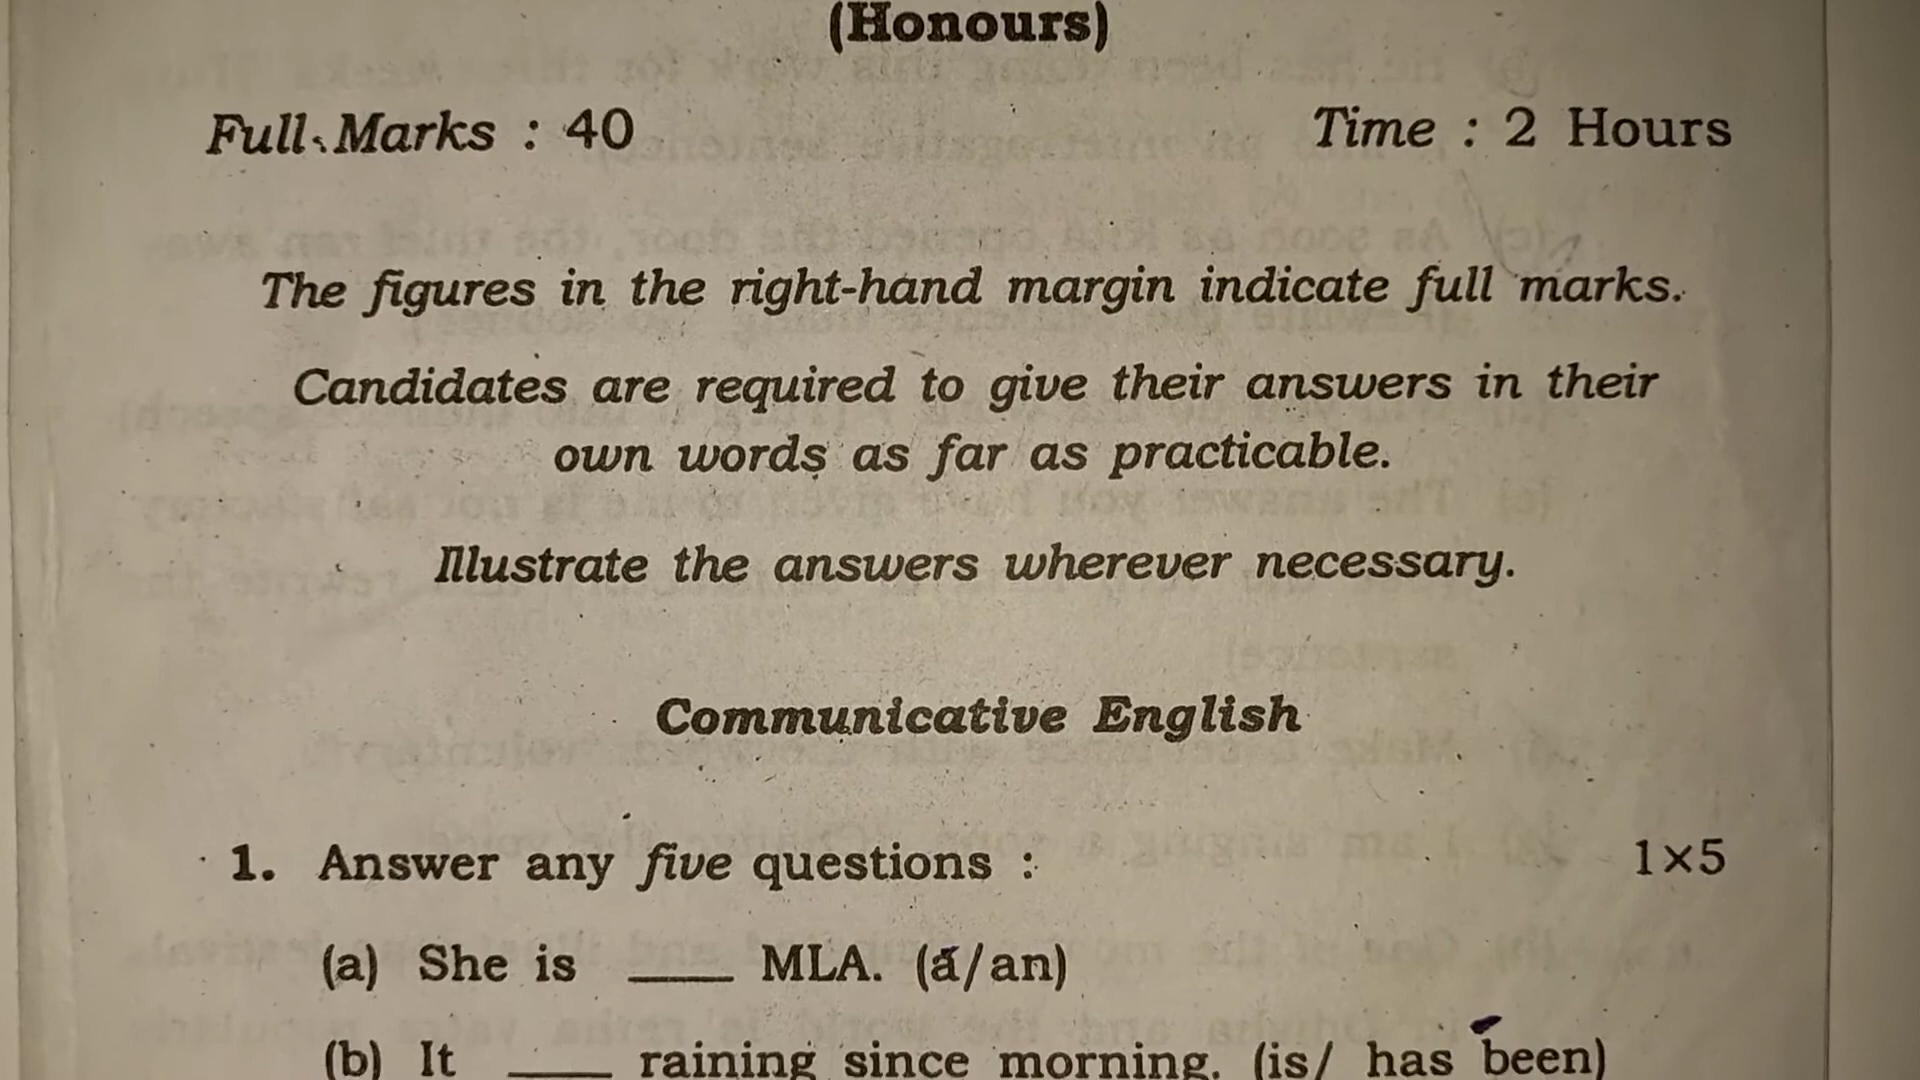 (Honours)
Full Marks : 40 Time : 2 Hours
The figures in the right-hand margin indicate full marks.
Candidates are required to give their answers in their
own words as far as practicable.
Illustrate the answers wherever necessary.
Communicative English
1. Answer any five questions : 1×5
(a) She is ____ MLA. (a/an)
(b) It ____ raining since morning. (is/ has been)